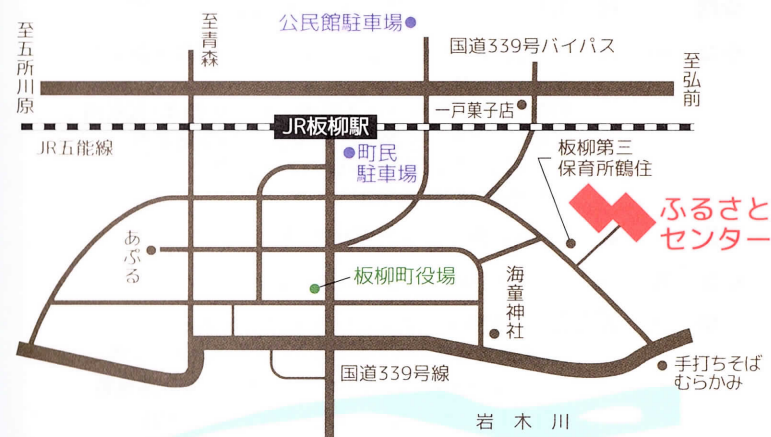 公民館駐車場
至青森
至五所川原
国道339号バイパス
至弘前
一戸菓子店
JR板柳駅
JR五能線
町民
駐車場
板柳第三
保育所鶴住
ふるさと
センター
あぷる
板柳町役場
海童神社
国道339号線
手打ちそば
むらかみ
岩木川